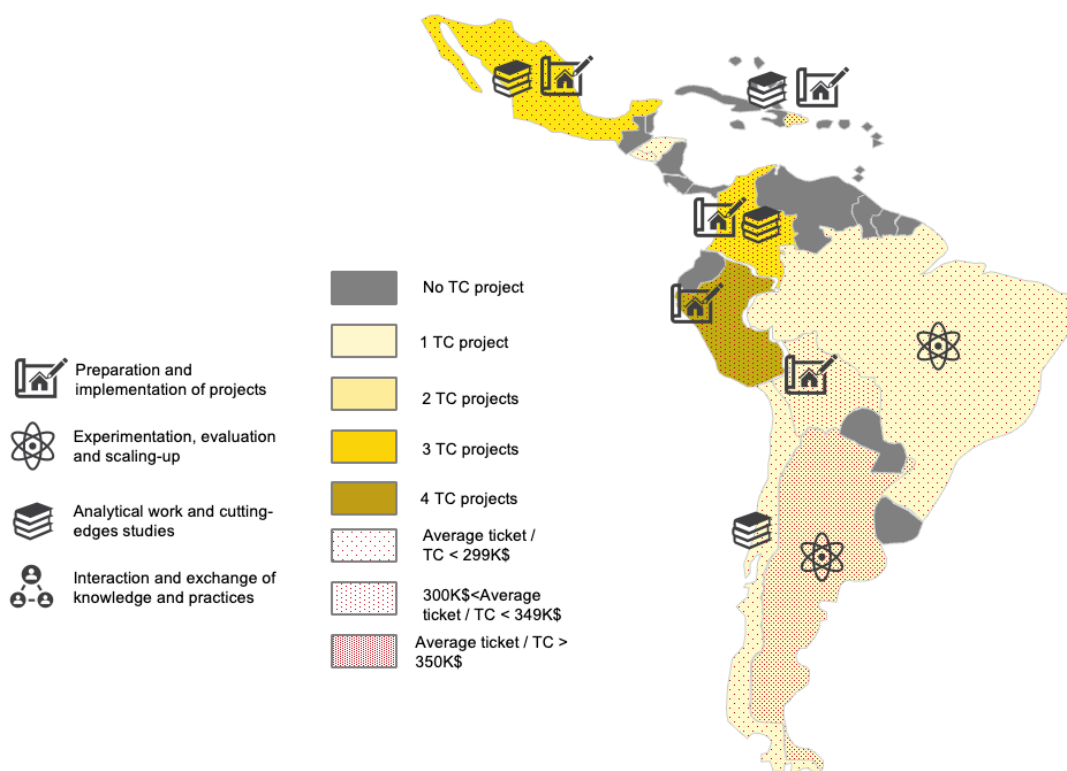 Preparation and
implementation of projects
Experimentation, evaluation
and scaling-up
Analytical work and cutting-
edges studies
Interaction and exchange of
knowledge and practices
No TC project
1 TC project
2 TC projects
3 TC projects
4 TC projects
Average ticket /
TC < 299K$
300K$<Average
ticket / TC < 349K$
Average ticket / TC >
350K$